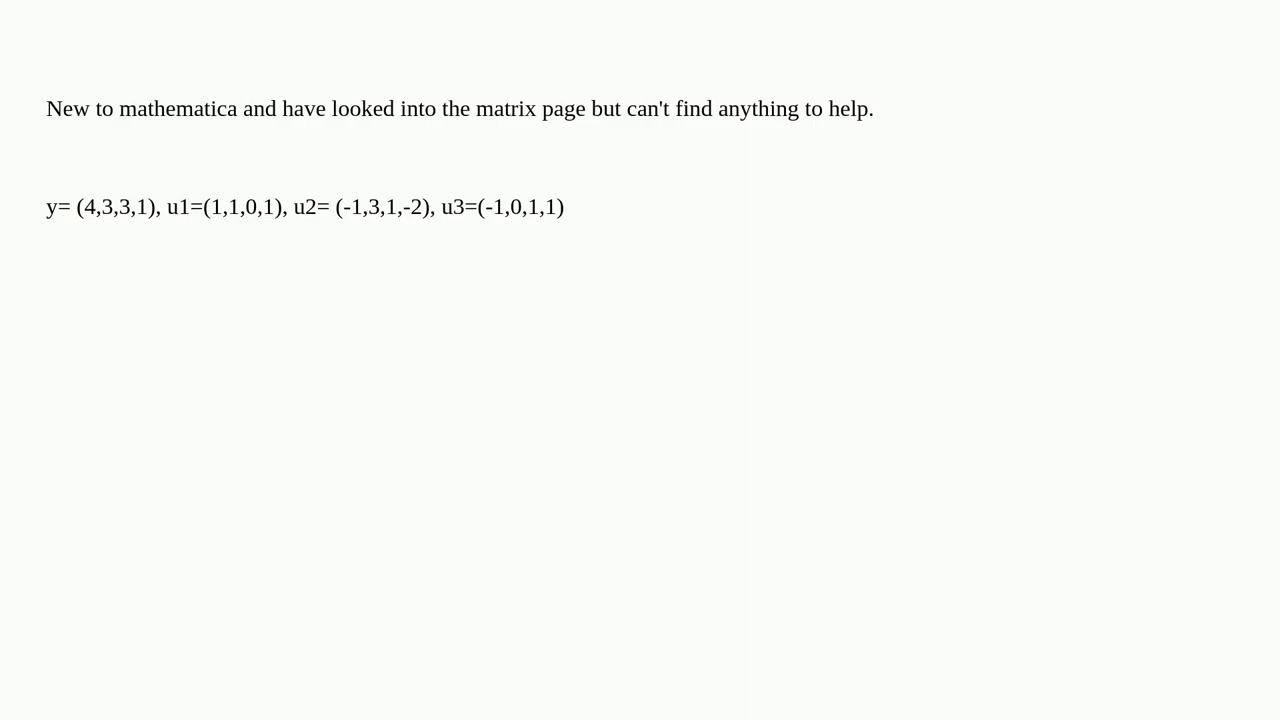 New to mathematica and have looked into the matrix page but can't find anything to help.
y= (4,3,3,1), u1=(1,1,0,1), u2= (-1,3,1,-2), u3=(-1,0,1,1)